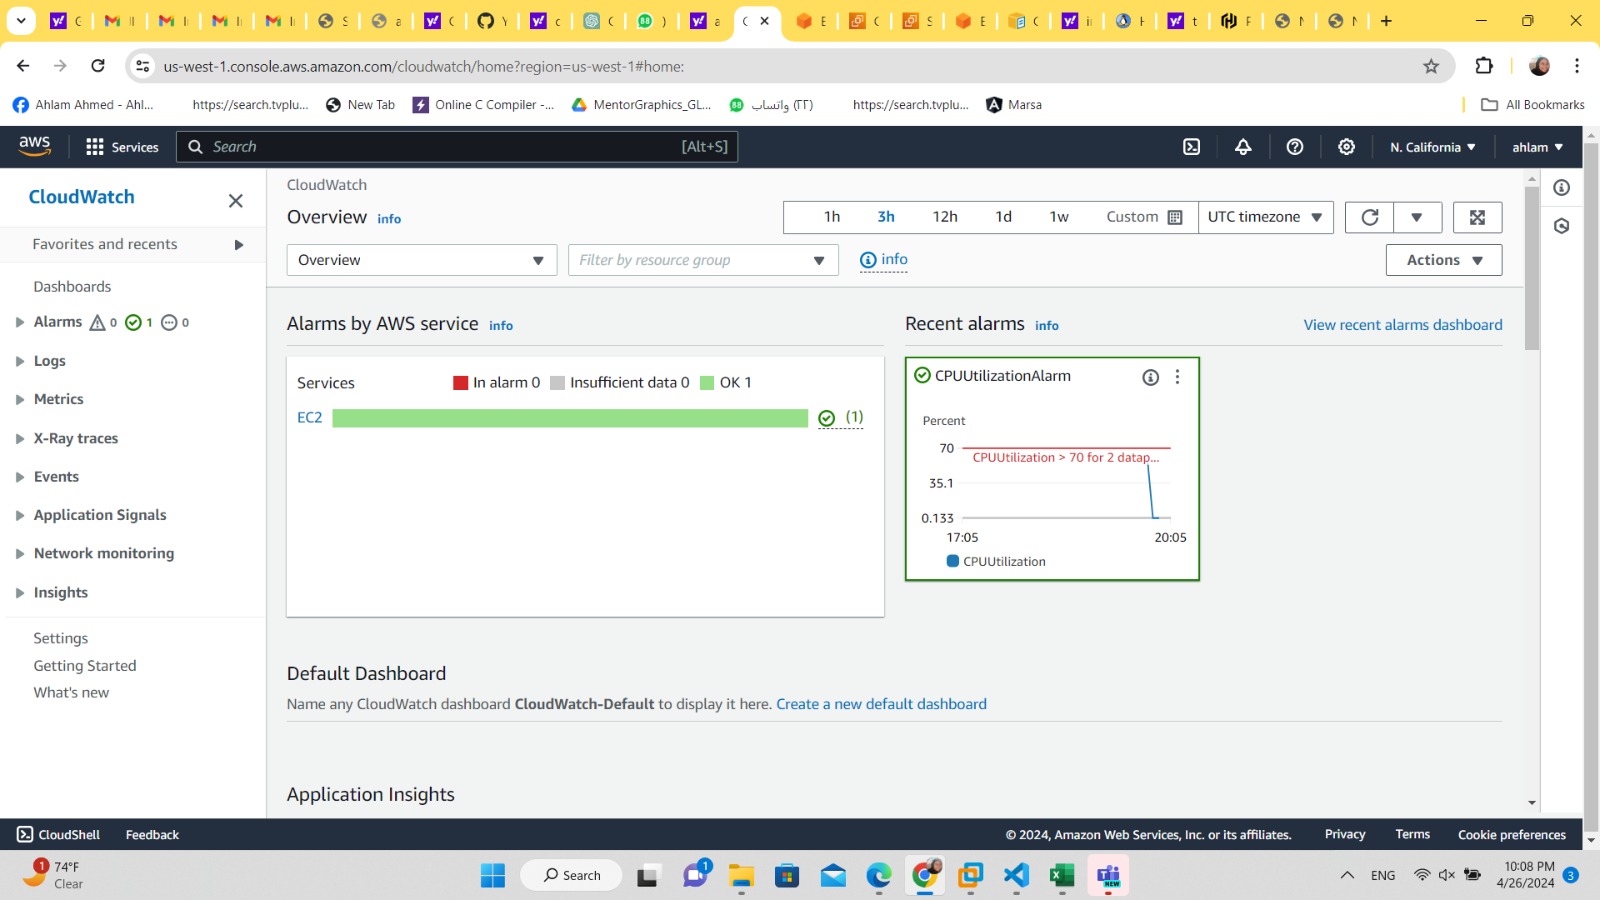 us-west-1.console.aws.amazon.com/cloudwatch/home?region=us-west-1#home:
Ahlam Ahmed - Ahl...
https://search.tvplu...
New Tab
Online C Compiler -...
MentorGraphics_GL...
(٢٢) واتساب
https://search.tvplu...
Marsa
All Bookmarks
aws
Services
Search
[Alt+S]
N. California
ahlam
CloudWatch
Favorites and recents
Dashboards
Alarms 0 1 0
Logs
Metrics
X-Ray traces
Events
Application Signals
Network monitoring
Insights
Settings
Getting Started
What's new
CloudWatch
Overview info
1h 3h 12h 1d 1w Custom UTC timezone
Overview
Filter by resource group
info
Actions
Alarms by AWS service info
Services
In alarm 0 Insufficient data 0 OK 1
EC2 (1)
Recent alarms info
View recent alarms dashboard
CPUUtilizationAlarm
Percent
70
CPUUtilization > 70 for 2 datap...
35.1
0.133
17:05 20:05
CPUUtilization
Default Dashboard
Name any CloudWatch dashboard CloudWatch-Default to display it here. Create a new default dashboard
Application Insights
CloudShell Feedback
© 2024, Amazon Web Services, Inc. or its affiliates. Privacy Terms Cookie preferences
1
74°F
Clear
Search
1
NEW
ENG
10:08 PM
4/26/2024
3